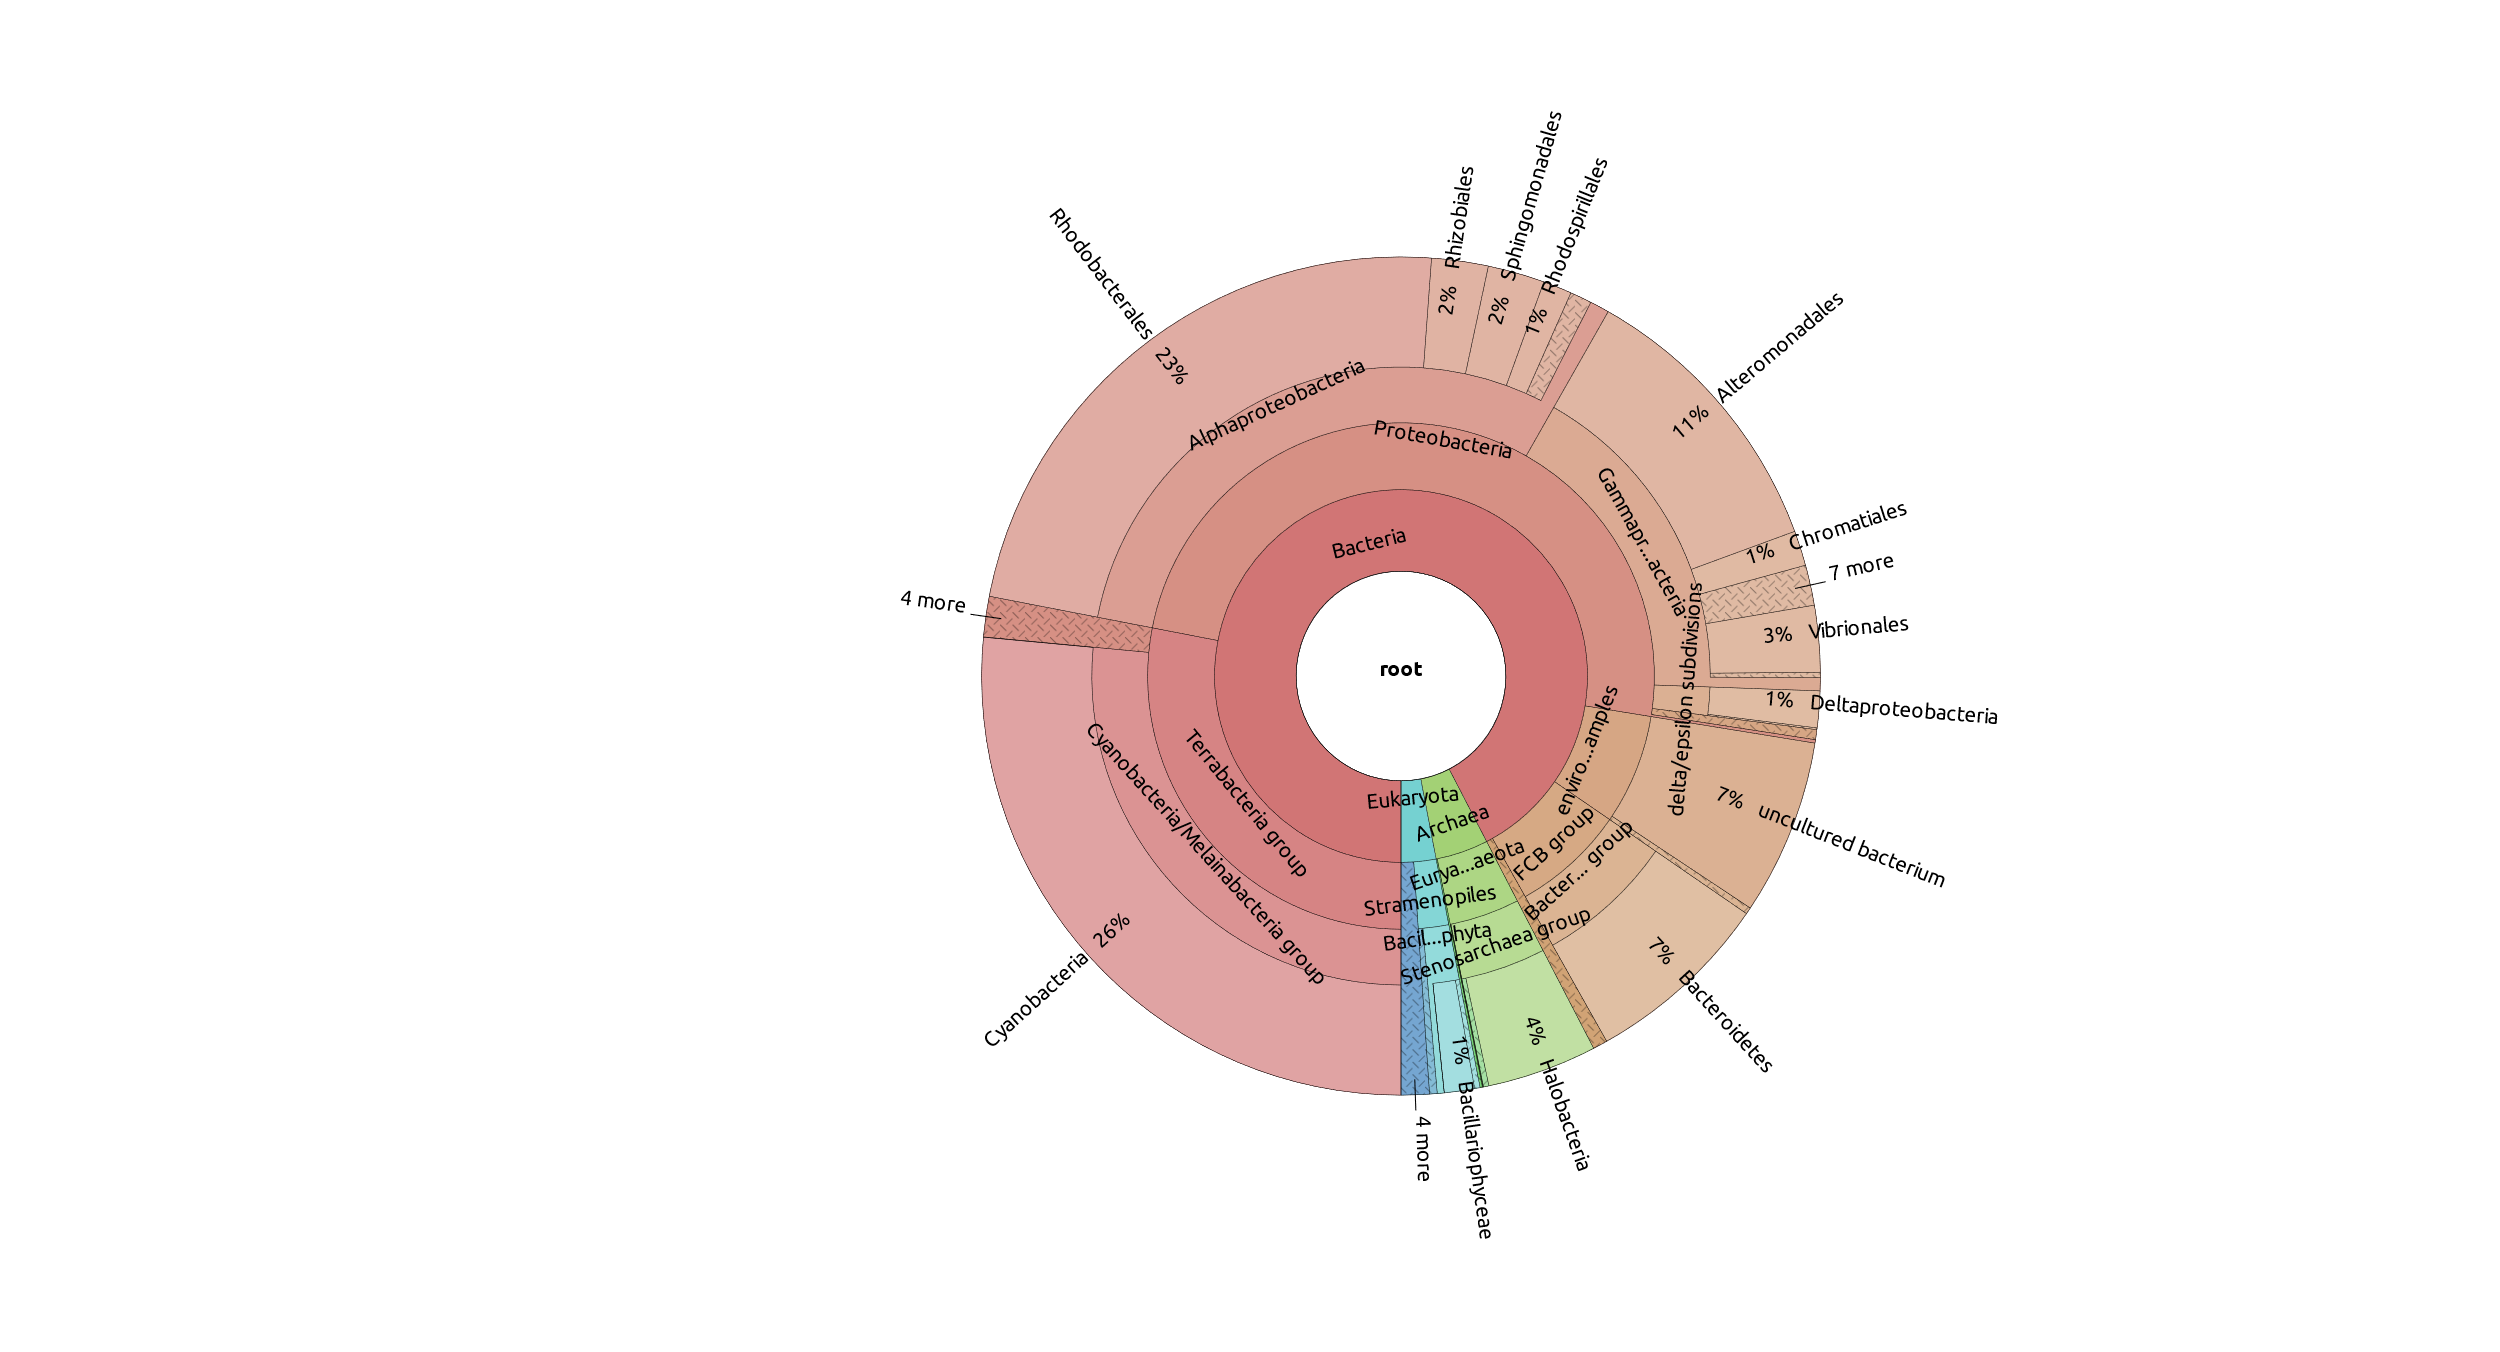 Rhizobiales
2%
Sphingomonadales
2%
Rhodospirillales
1%
Rhodobacterales
23%
Alteromonadales
11%
Alphaproteobacteria
Proteobacteria
Gammapr...acteria
Chromatiales
1%
7 more
Bacteria
4 more
Vibrionales
3%
root
delta/epsilon subdivisions
Deltaproteobacteria
1%
enviro...amples
uncultured bacterium
7%
Terrabacteria group
Cyanobacteria/Melainabacteria group
Eukaryota
Archaea
FCB group
Eurya...aeota
Bacter... group
Stramenopiles
Bacil...phyta
Stenosarchaea group
26%
Cyanobacteria
7%
Bacteroidetes
4%
Halobacteria
1%
Bacillariophyceae
4 more